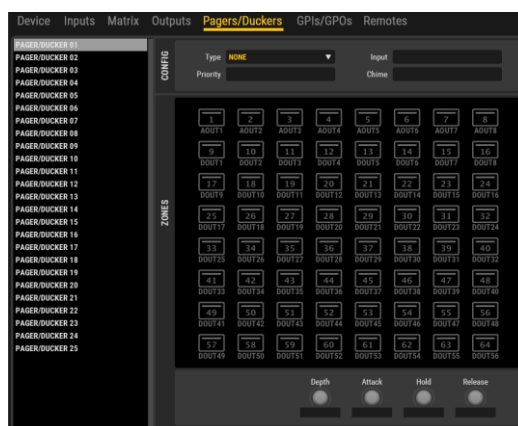 Device Inputs Matrix Outputs Pagers/Duckers GPIs/GPOs Remotes
PAGER/DUCKER 01
PAGER/DUCKER 02
PAGER/DUCKER 03
PAGER/DUCKER 04
PAGER/DUCKER 05
PAGER/DUCKER 06
PAGER/DUCKER 07
PAGER/DUCKER 08
PAGER/DUCKER 09
PAGER/DUCKER 10
PAGER/DUCKER 11
PAGER/DUCKER 12
PAGER/DUCKER 13
PAGER/DUCKER 14
PAGER/DUCKER 15
PAGER/DUCKER 16
PAGER/DUCKER 17
PAGER/DUCKER 18
PAGER/DUCKER 19
PAGER/DUCKER 20
PAGER/DUCKER 21
PAGER/DUCKER 22
PAGER/DUCKER 23
PAGER/DUCKER 24
PAGER/DUCKER 25
CONFIG
Type NONE Input
Priority Chime
ZONES
1 2 3 4 5 6 7 8
AOUT1 AOUT2 AOUT3 AOUT4 AOUT5 AOUT6 AOUT7 AOUT8
9 10 11 12 13 14 15 16
DOUT1 DOUT2 DOUT3 DOUT4 DOUT5 DOUT6 DOUT7 DOUT8
17 18 19 20 21 22 23 24
DOUT9 DOUT10 DOUT11 DOUT12 DOUT13 DOUT14 DOUT15 DOUT16
25 26 27 28 29 30 31 32
DOUT17 DOUT18 DOUT19 DOUT20 DOUT21 DOUT22 DOUT23 DOUT24
33 34 35 36 37 38 39 40
DOUT25 DOUT26 DOUT27 DOUT28 DOUT29 DOUT30 DOUT31 DOUT32
41 42 43 44 45 46 47 48
DOUT33 DOUT34 DOUT35 DOUT36 DOUT37 DOUT38 DOUT39 DOUT40
49 50 51 52 53 54 55 56
DOUT41 DOUT42 DOUT43 DOUT44 DOUT45 DOUT46 DOUT47 DOUT48
57 58 59 60 61 62 63 64
DOUT49 DOUT50 DOUT51 DOUT52 DOUT53 DOUT54 DOUT55 DOUT56
Depth Attack Hold Release